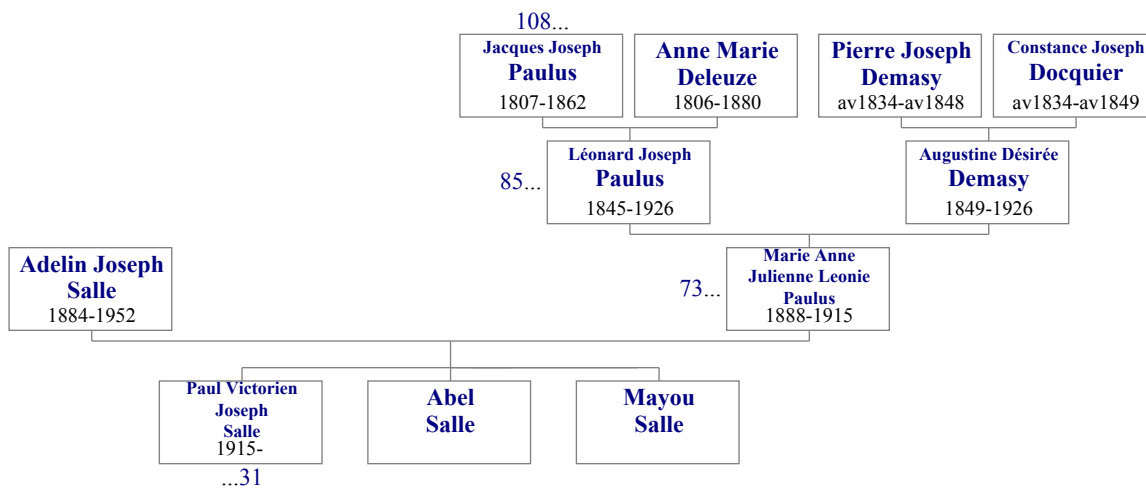 108...
Jacques Joseph
Paulus
1807-1862
Anne Marie
Deleuze
1806-1880
Pierre Joseph
Demasy
av1834-av1848
Constance Joseph
Docquier
av1834-av1849
85...
Léonard Joseph
Paulus
1845-1926
Augustine Désirée
Demasy
1849-1926
Adelin Joseph
Salle
1884-1952
73...
Marie Anne
Julienne Leonie
Paulus
1888-1915
Paul Victorien
Joseph
Salle
1915-
...31
Abel
Salle
Mayou
Salle